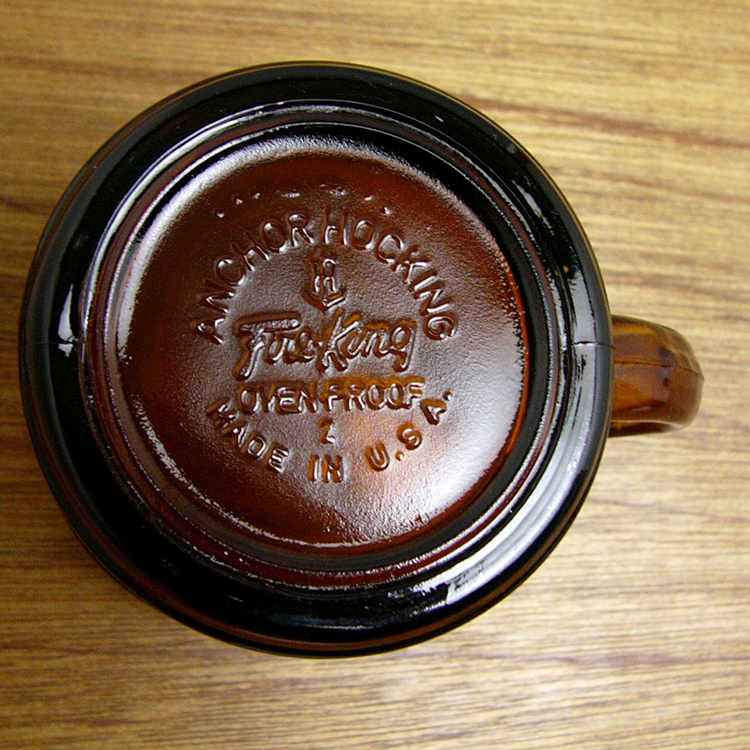 ANCHOR HOCKING
H
Fire-King
OVEN-PROOF
2
MADE IN U.S.A.